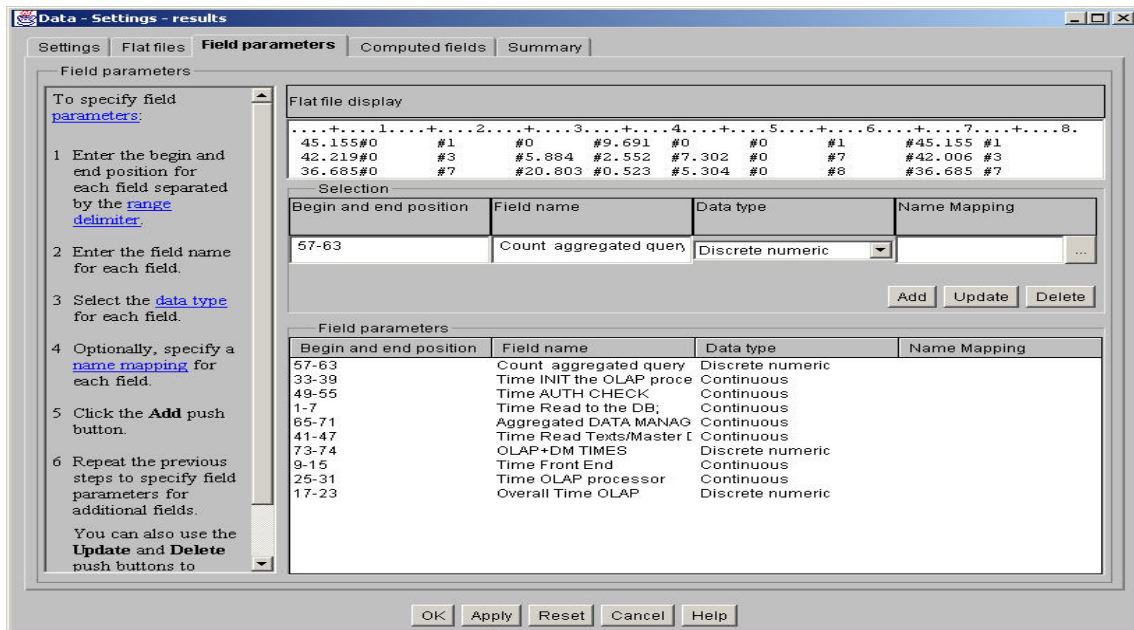 Data - Settings - results
Settings Flat files Field parameters Computed fields Summary
Field parameters
To specify field
parameters:
1 Enter the begin and
end position for
each field separated
by the range
delimiter.
2 Enter the field name
for each field.
3 Select the data type
for each field.
4 Optionally, specify a
name mapping for
each field.
5 Click the Add push
button.
6 Repeat the previous
steps to specify field
parameters for
additional fields.
You can also use the
Update and Delete
push buttons to
Flat file display
....+....1....+....2....+....3....+....4....+....5....+....6....+....7....+....8.
45.155#0 #1 #0 #9.691 #0 #0 #1 #45.155 #1
42.219#0 #3 #5.884 #2.552 #7.302 #0 #7 #42.006 #3
36.685#0 #7 #20.803 #0.523 #5.304 #0 #8 #36.685 #7
Selection
Begin and end position Field name Data type Name Mapping
57-63 Count aggregated query Discrete numeric ...
Add Update Delete
Field parameters
Begin and end position Field name Data type Name Mapping
57-63 Count aggregated query Discrete numeric
33-39 Time INIT the OLAP proce Continuous
49-55 Time AUTH CHECK Continuous
1-7 Time Read to the DB; Continuous
65-71 Aggregated DATA MANAG Continuous
41-47 Time Read Texts/Master D Continuous
73-74 OLAP+DM TIMES Discrete numeric
9-15 Time Front End Continuous
25-31 Time OLAP processor Continuous
17-23 Overall Time OLAP Discrete numeric
OK Apply Reset Cancel Help